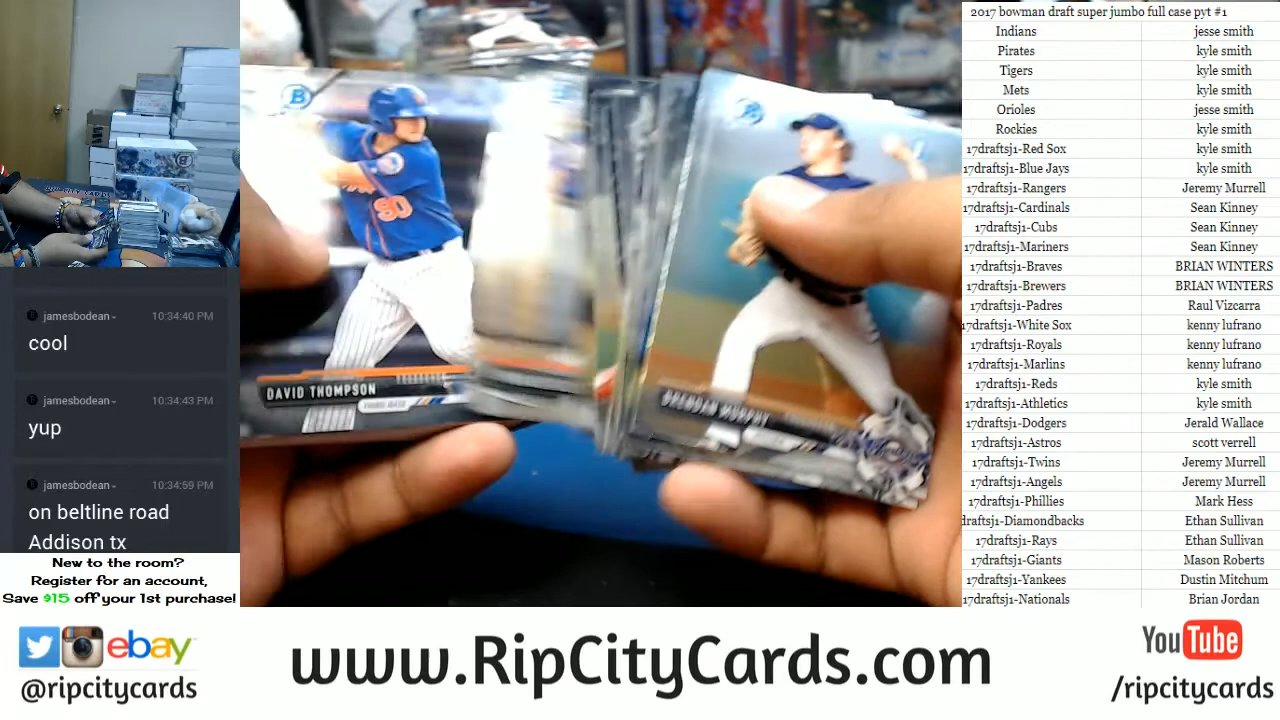 jamesbodean 10:34:40 PM
cool
jamesbodean 10:34:43 PM
yup
jamesbodean 10:34:59 PM
on beltline road
Addison tx
New to the room?
Register for an account,
Save $15 off your 1st purchase!
B
90
DAVID THOMPSON
THIRD BASE
B
BRENDAN MURPHY
2017 bowman draft super jumbo full case pyt #1
Indians jesse smith
Pirates kyle smith
Tigers kyle smith
Mets kyle smith
Orioles jesse smith
Rockies kyle smith
17draftsj1-Red Sox kyle smith
17draftsj1-Blue Jays kyle smith
17draftsj1-Rangers Jeremy Murrell
17draftsj1-Cardinals Sean Kinney
17draftsj1-Cubs Sean Kinney
17draftsj1-Mariners Sean Kinney
17draftsj1-Braves BRIAN WINTERS
17draftsj1-Brewers BRIAN WINTERS
17draftsj1-Padres Raul Vizcarra
17draftsj1-White Sox kenny lufrano
17draftsj1-Royals kenny lufrano
17draftsj1-Marlins kenny lufrano
17draftsj1-Reds kyle smith
17draftsj1-Athletics kyle smith
17draftsj1-Dodgers Jerald Wallace
17draftsj1-Astros scott verrell
17draftsj1-Twins Jeremy Murrell
17draftsj1-Angels Jeremy Murrell
17draftsj1-Phillies Mark Hess
draftsj1-Diamondbacks Ethan Sullivan
17draftsj1-Rays Ethan Sullivan
17draftsj1-Giants Mason Roberts
17draftsj1-Yankees Dustin Mitchum
17draftsj1-Nationals Brian Jordan
ebay
@ripcitycards
www.RipCityCards.com
YouTube
/ripcitycards